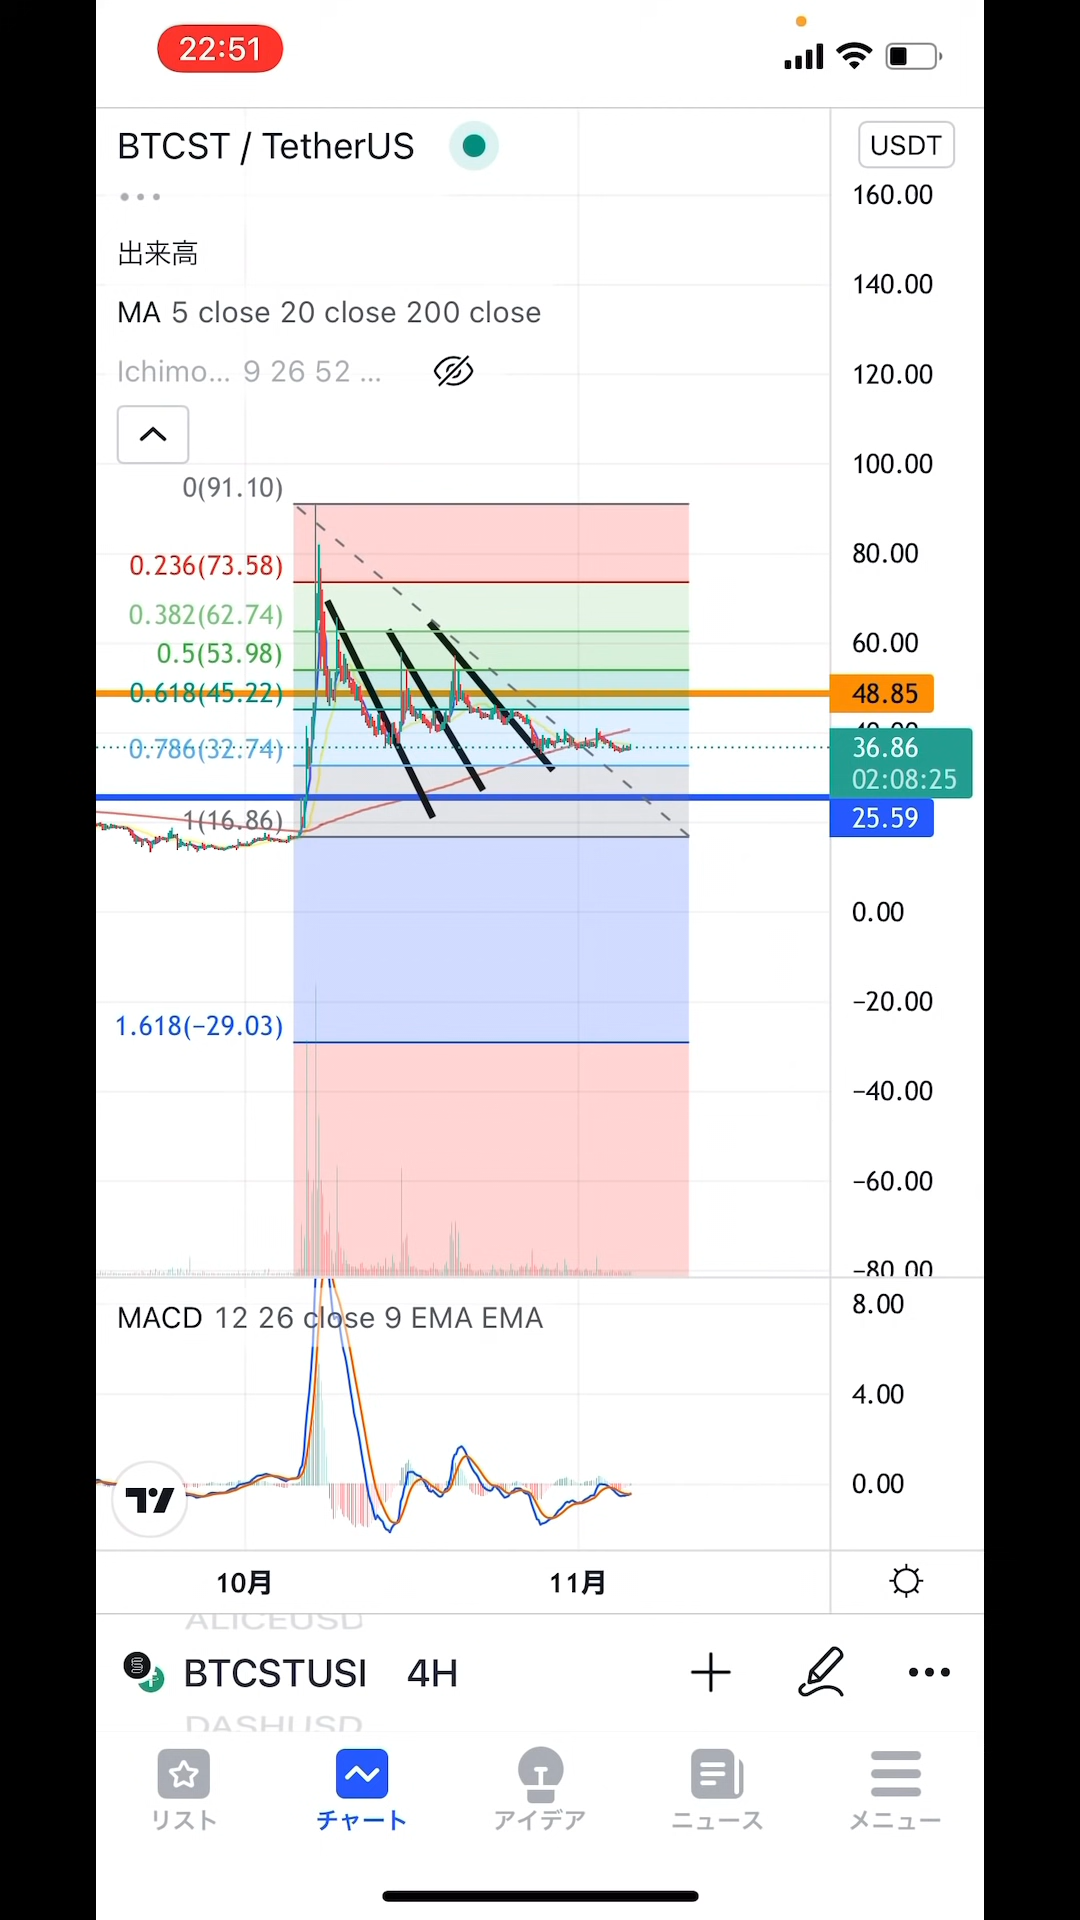 22:51
BTCST / TetherUS
USDT
160.00
出来高
140.00
MA 5 close 20 close 200 close
Ichimo... 9 26 52 ...
120.00
100.00
0(91.10)
80.00
0.236(73.58)
0.382(62.74)
60.00
0.5(53.98)
0.618(45.22)
48.85
0.786(32.74)
36.86
02:08:25
25.59
1(16.86)
0.00
-20.00
1.618(-29.03)
-40.00
-60.00
-80.00
MACD 12 26 close 9 EMA EMA
8.00
4.00
0.00
10月
11月
ALICEUSD
BTCSTUSI 4H
DASHUSD
リスト
チャート
アイデア
ニュース
メニュー